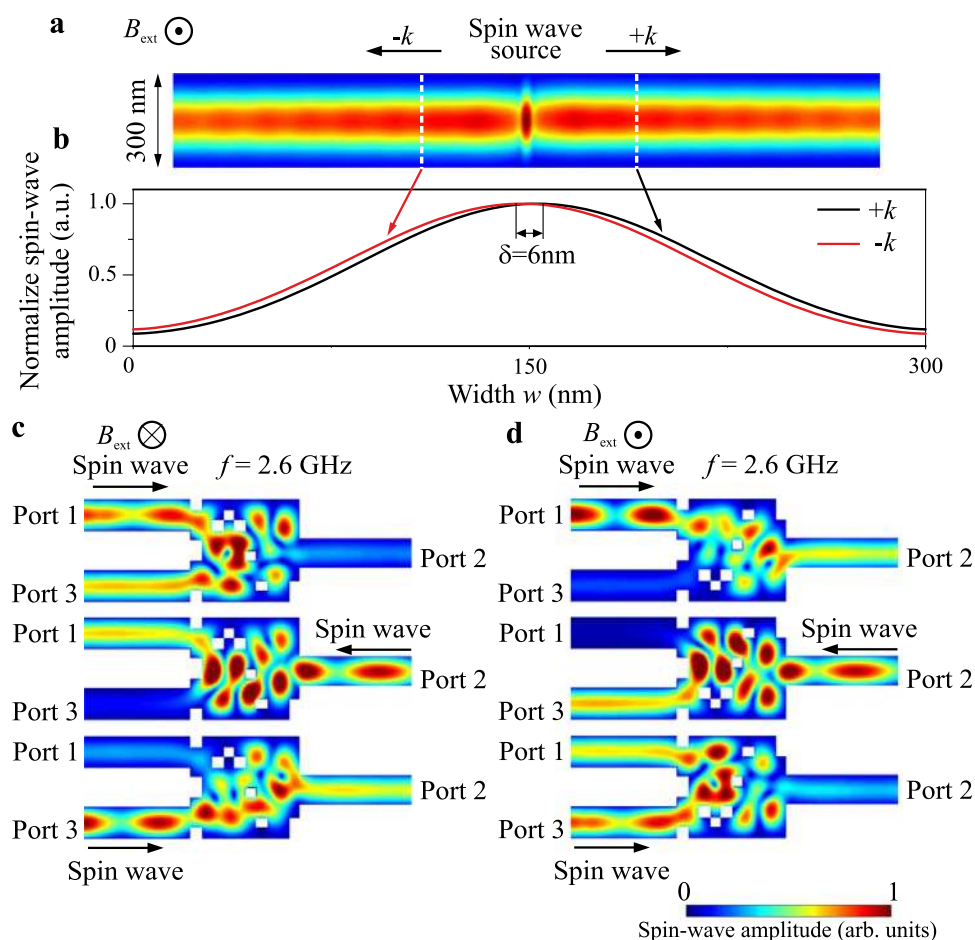 a
B_ext
-k
Spin wave source
+k
300 nm
b
Normalize spin-wave amplitude (a.u.)
1.0
0.5
0
δ=6nm
+k
-k
0
150
300
Width w (nm)
c
B_ext
Spin wave
f = 2.6 GHz
Port 1
Port 2
Port 3
Port 1
Spin wave
Port 2
Port 3
Port 1
Port 2
Port 3
Spin wave
d
B_ext
Spin wave
f = 2.6 GHz
Port 1
Port 2
Port 3
Port 1
Spin wave
Port 2
Port 3
Port 1
Port 2
Port 3
Spin wave
0
1
Spin-wave amplitude (arb. units)